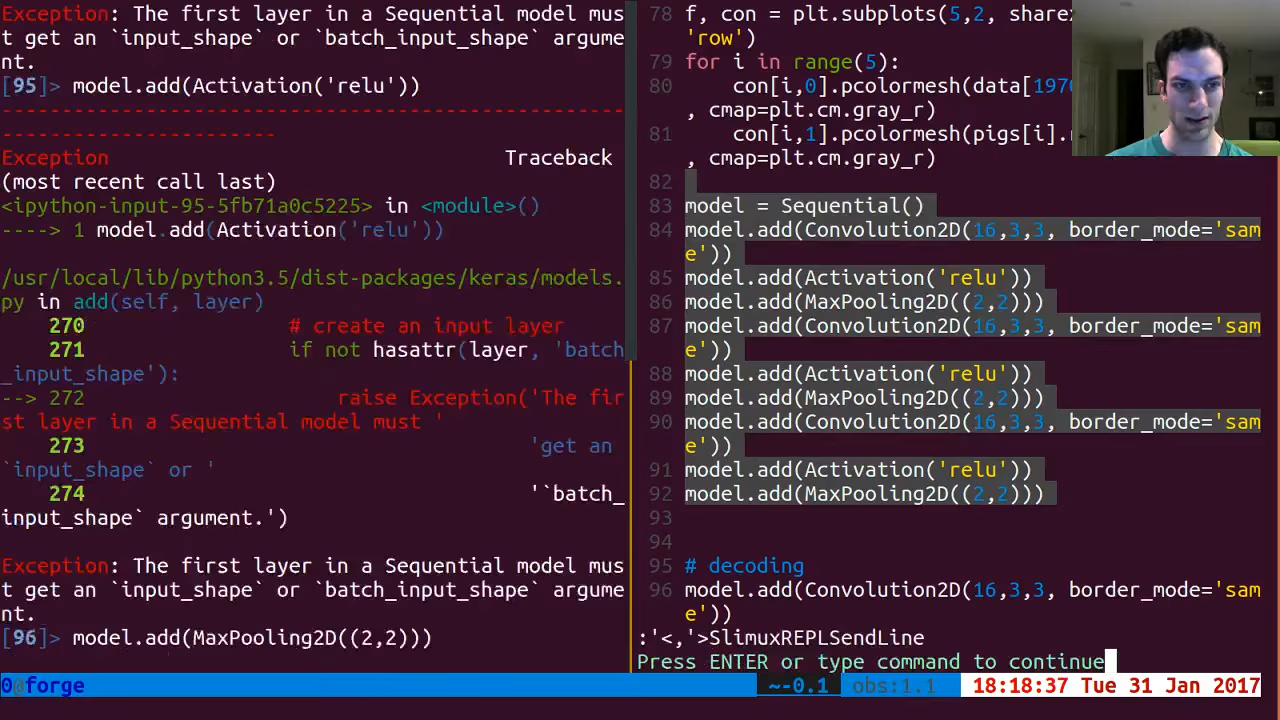 Exception: The first layer in a Sequential model mus
t get an `input_shape` or `batch_input_shape` argume
nt.
[95]> model.add(Activation('relu'))
----------------------------------------------------
-----------------------
Exception                                 Traceback
(most recent call last)
<ipython-input-95-5fb71a0c5225> in <module>()
----> 1 model.add(Activation('relu'))
/usr/local/lib/python3.5/dist-packages/keras/models.
py in add(self, layer)
    270                 # create an input layer
    271                 if not hasattr(layer, 'batch
_input_shape'):
--> 272                     raise Exception('The fir
st layer in a Sequential model must '
    273                                     'get an
`input_shape` or '
    274                                     '`batch_
input_shape` argument.')
Exception: The first layer in a Sequential model mus
t get an `input_shape` or `batch_input_shape` argume
nt.
[96]> model.add(MaxPooling2D((2,2)))
78 f, con = plt.subplots(5,2, share
'row')
79 for i in range(5):
80     con[i,0].pcolormesh(data[1970
, cmap=plt.cm.gray_r)
81     con[i,1].pcolormesh(pigs[i].
, cmap=plt.cm.gray_r)
82
83 model = Sequential()
84 model.add(Convolution2D(16,3,3, border_mode='sam
e'))
85 model.add(Activation('relu'))
86 model.add(MaxPooling2D((2,2)))
87 model.add(Convolution2D(16,3,3, border_mode='sam
e'))
88 model.add(Activation('relu'))
89 model.add(MaxPooling2D((2,2)))
90 model.add(Convolution2D(16,3,3, border_mode='sam
e'))
91 model.add(Activation('relu'))
92 model.add(MaxPooling2D((2,2)))
93
94
95 # decoding
96 model.add(Convolution2D(16,3,3, border_mode='sam
e'))
:'<,'>SlimuxREPLSendLine
Press ENTER or type command to continue
0@forge ~-0.1 obs:1.1 18:18:37 Tue 31 Jan 2017